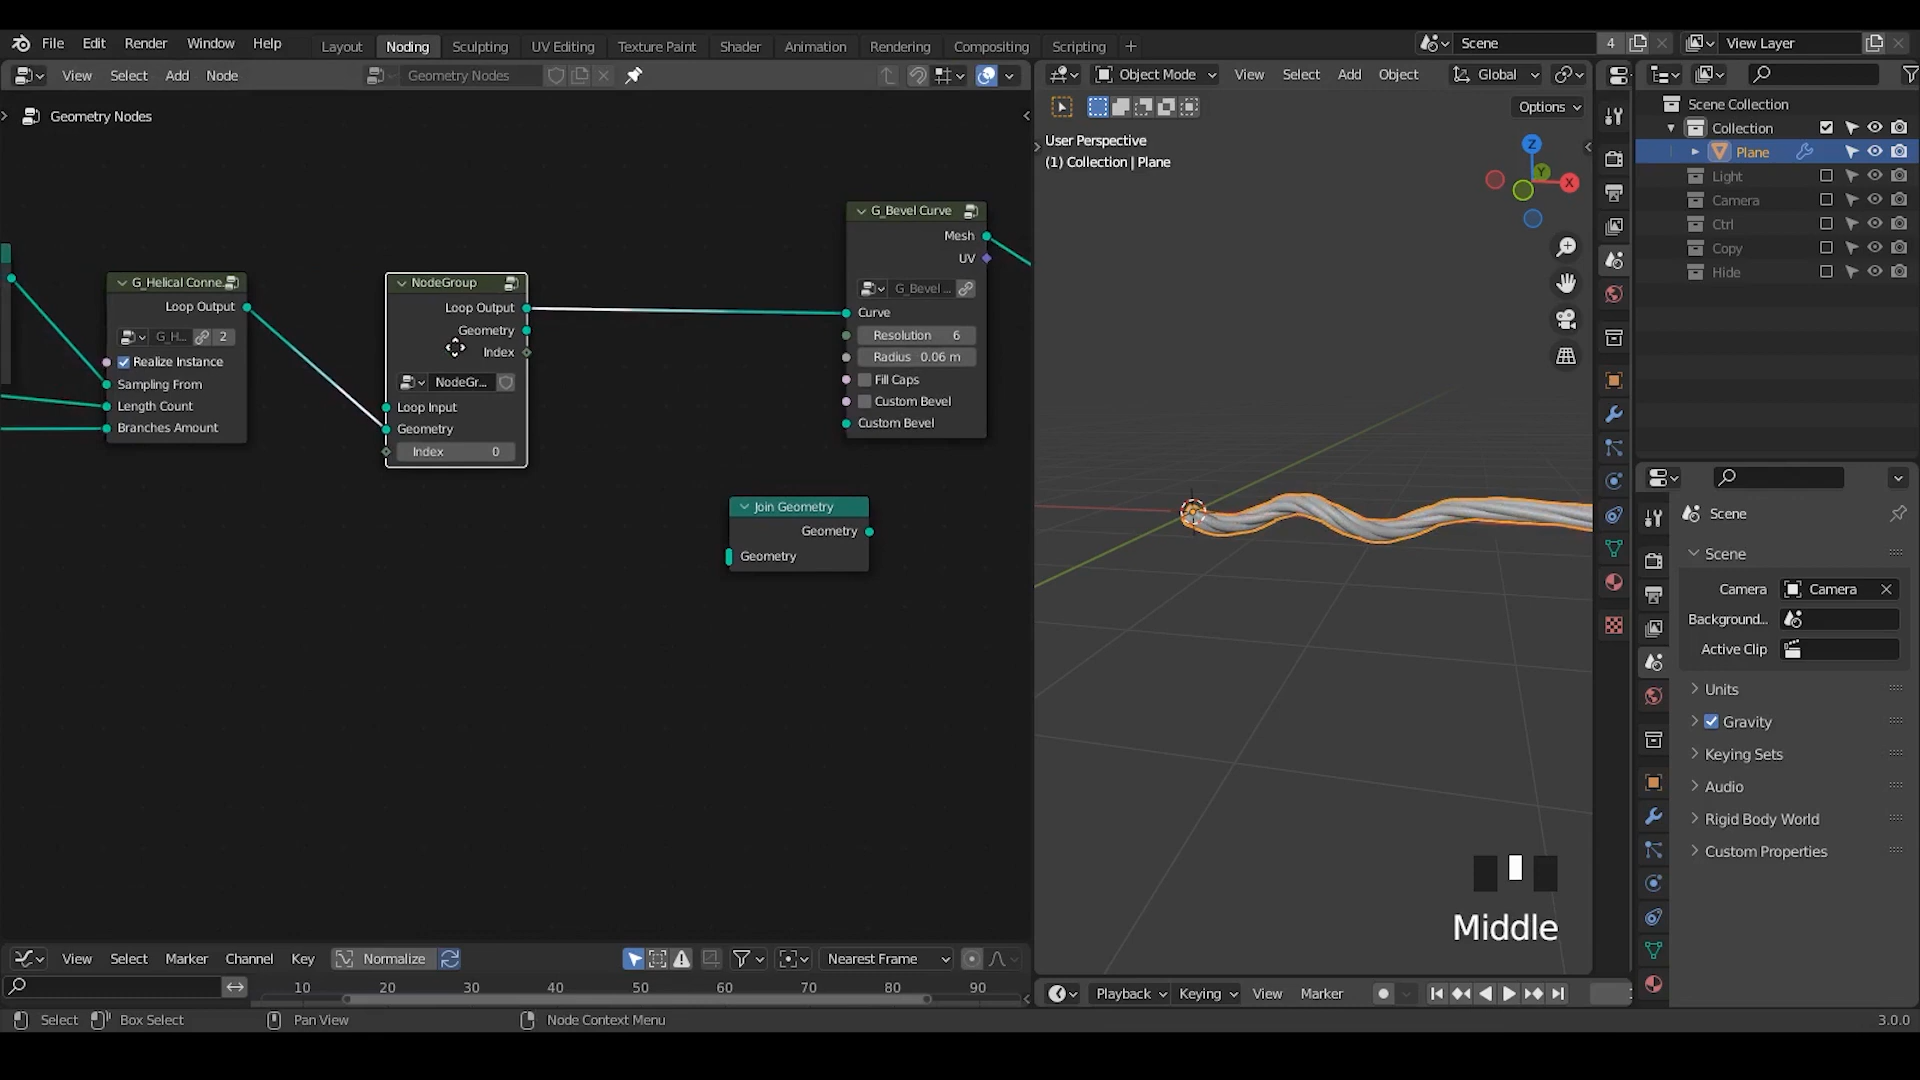 File Edit Render Window Help Layout Noding Sculpting UV Editing Texture Paint Shader Animation Rendering Compositing Scripting + Scene 4 View Layer
View Select Add Node Geometry Nodes Object Mode View Select Add Object Global
Options
Geometry Nodes
User Perspective
(1) Collection | Plane
Scene Collection
Collection
Plane
Light
Camera
Ctrl
Copy
Hide
G_Helical Conne..
Loop Output
G_H... 2
Realize Instance
Sampling From
Length Count
Branches Amount
NodeGroup
Loop Output
Geometry
Index
NodeGr...
Loop Input
Geometry
Index 0
G_Bevel Curve
Mesh
UV
G_Bevel ...
Curve
Resolution 6
Radius 0.06 m
Fill Caps
Custom Bevel
Custom Bevel
Join Geometry
Geometry
Geometry
Z
Y
X
Scene
Scene
Camera Camera
Background...
Active Clip
Units
Gravity
Keying Sets
Audio
Rigid Body World
Custom Properties
Middle
View Select Marker Channel Key Normalize Nearest Frame
10 20 30 40 50 60 70 80 90
Playback Keying View Marker
Select Box Select Pan View Node Context Menu 3.0.0